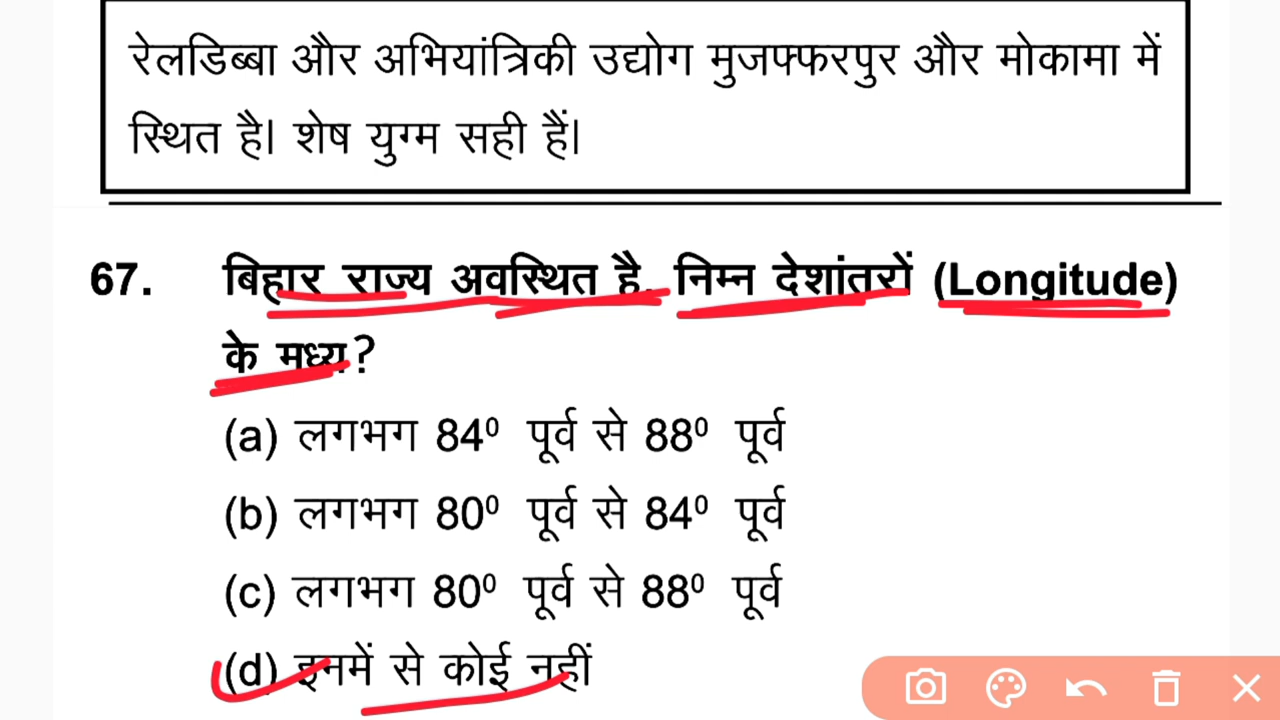 रेलडिब्बा और अभियांत्रिकी उद्योग मुजफ्फरपुर और मोकामा में
स्थित है। शेष युग्म सही हैं।
67. बिहार राज्य अवस्थित है, निम्न देशांतरों (Longitude)
के मध्य?
(a) लगभग 84⁰ पूर्व से 88⁰ पूर्व
(b) लगभग 80⁰ पूर्व से 84⁰ पूर्व
(c) लगभग 80⁰ पूर्व से 88⁰ पूर्व
(d) इनमें से कोई नहीं